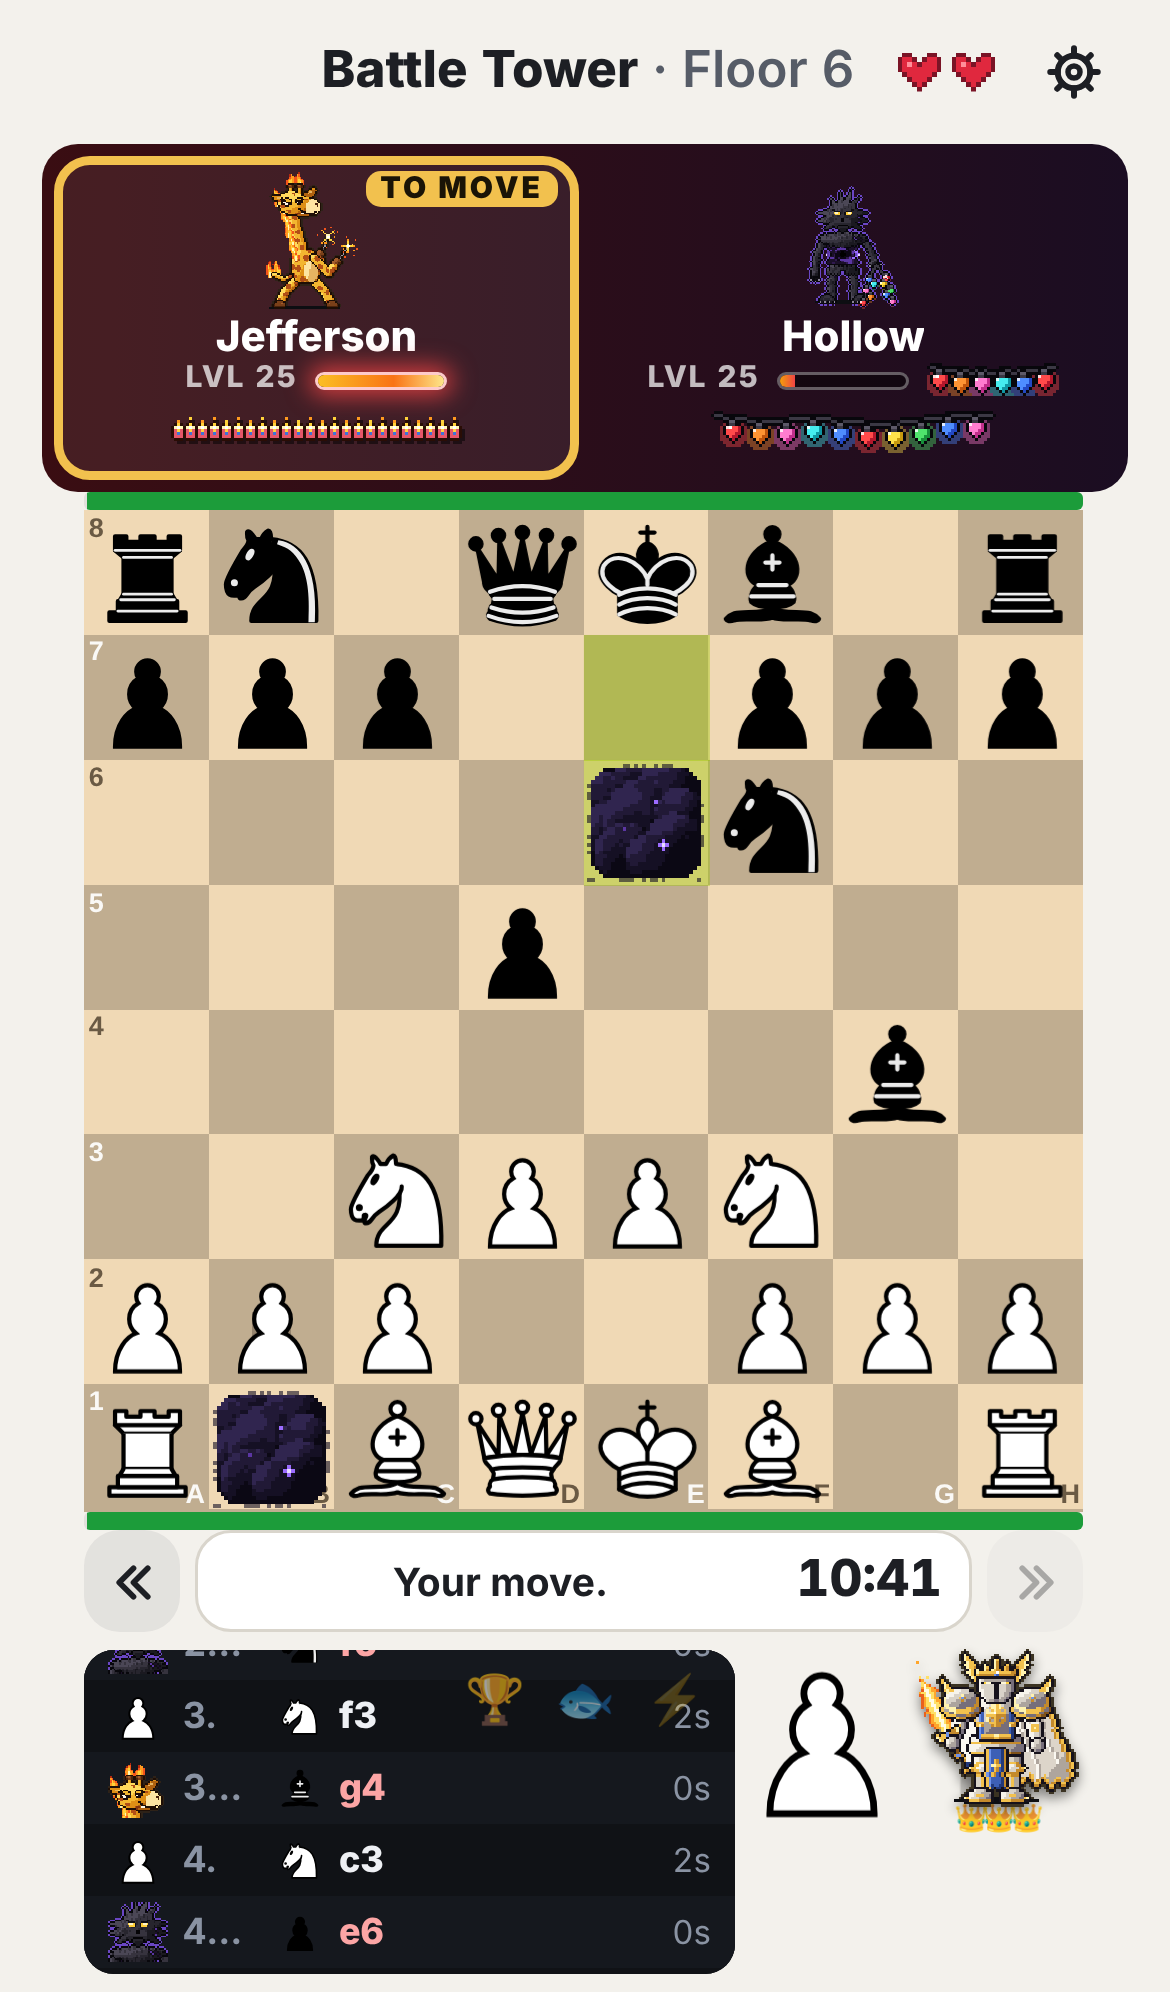 Battle Tower · Floor 6
TO MOVE
Jefferson
LVL 25
Hollow
LVL 25
8
7
6
5
4
3
2
1
A
B
C
D
E
F
G
H
Your move.
10:41
3.
f3
2s
3...
g4
0s
4.
c3
2s
4...
e6
0s